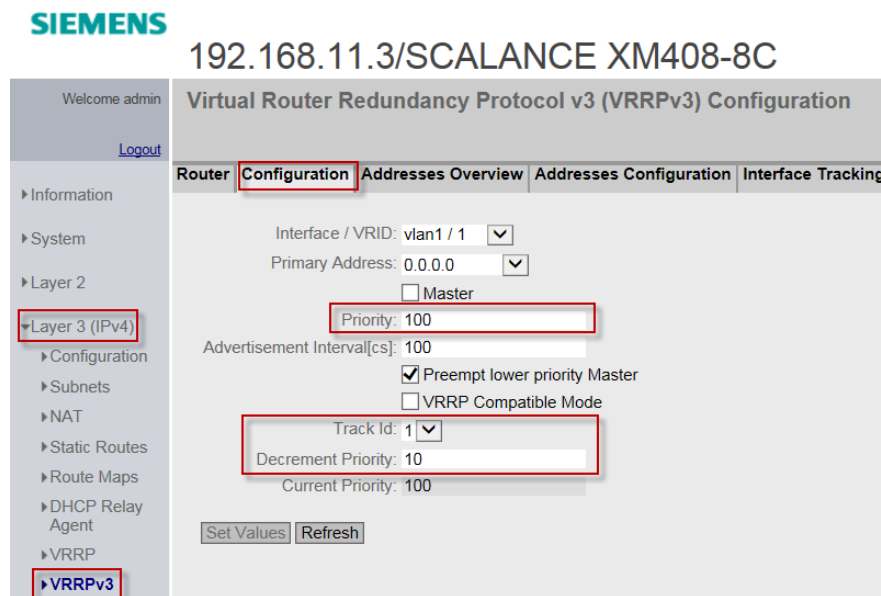 SIEMENS
192.168.11.3/SCALANCE XM408-8C
Welcome admin
Logout
Virtual Router Redundancy Protocol v3 (VRRPv3) Configuration
Router Configuration Addresses Overview Addresses Configuration Interface Tracking
Information
System
Layer 2
Layer 3 (IPv4)
Configuration
Subnets
NAT
Static Routes
Route Maps
DHCP Relay
Agent
VRRP
VRRPv3
Interface / VRID: vlan1 / 1
Primary Address: 0.0.0.0
Master
Priority: 100
Advertisement Interval[cs]: 100
Preempt lower priority Master
VRRP Compatible Mode
Track Id: 1
Decrement Priority: 10
Current Priority: 100
Set Values Refresh